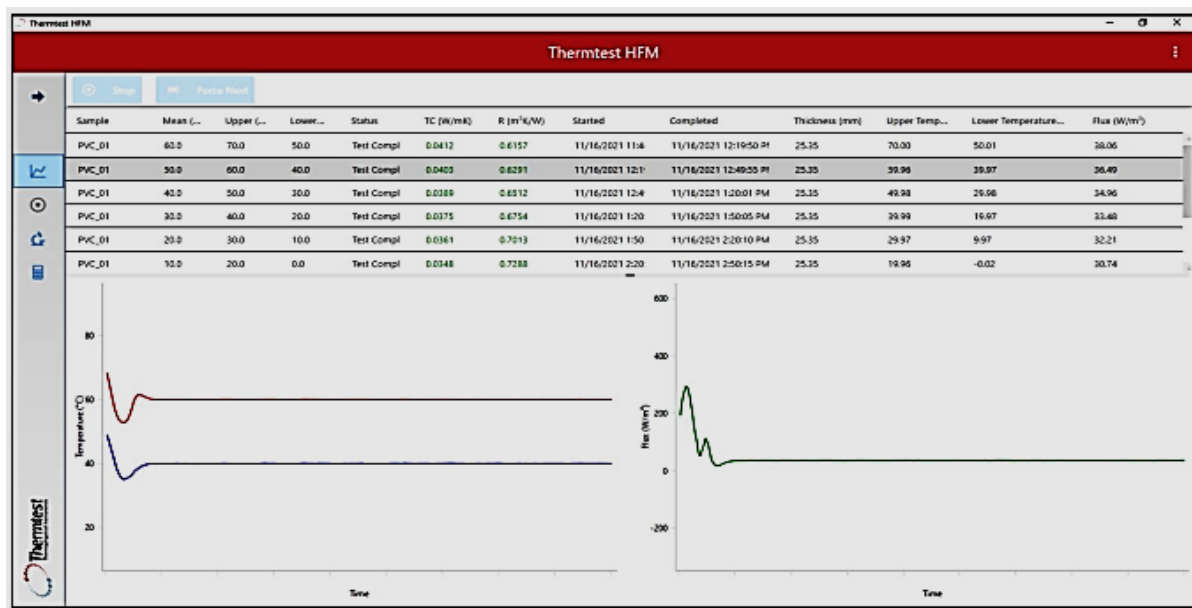 Thermtest HFM
Thermtest HFM
Stop Force Next
Sample Mean (... Upper (... Lower... Status TC (W/mK) R (m²K/W) Started Completed Thickness (mm) Upper Temp... Lower Temperature... Flux (W/m²)
PVC_01 60.0 70.0 50.0 Test Compl 0.0412 0.6157 11/16/2021 11:4 11/16/2021 12:19:50 PM 25.35 70.00 50.01 38.06
PVC_01 50.0 60.0 40.0 Test Compl 0.0403 0.6291 11/16/2021 12:1 11/16/2021 12:49:55 PM 25.35 59.96 39.97 36.49
PVC_01 40.0 50.0 30.0 Test Compl 0.0389 0.6512 11/16/2021 12:4 11/16/2021 1:20:01 PM 25.35 49.98 29.98 34.96
PVC_01 30.0 40.0 20.0 Test Compl 0.0375 0.6754 11/16/2021 1:20 11/16/2021 1:50:05 PM 25.35 39.99 19.97 33.48
PVC_01 20.0 30.0 10.0 Test Compl 0.0361 0.7013 11/16/2021 1:50 11/16/2021 2:20:10 PM 25.35 29.97 9.97 32.21
PVC_01 10.0 20.0 0.0 Test Compl 0.0348 0.7288 11/16/2021 2:20 11/16/2021 2:50:15 PM 25.35 19.96 -0.02 30.74
Temperature (°C)
80
60
40
20
Time
Flux (W/m²)
600
400
200
0
-200
Time
Thermtest